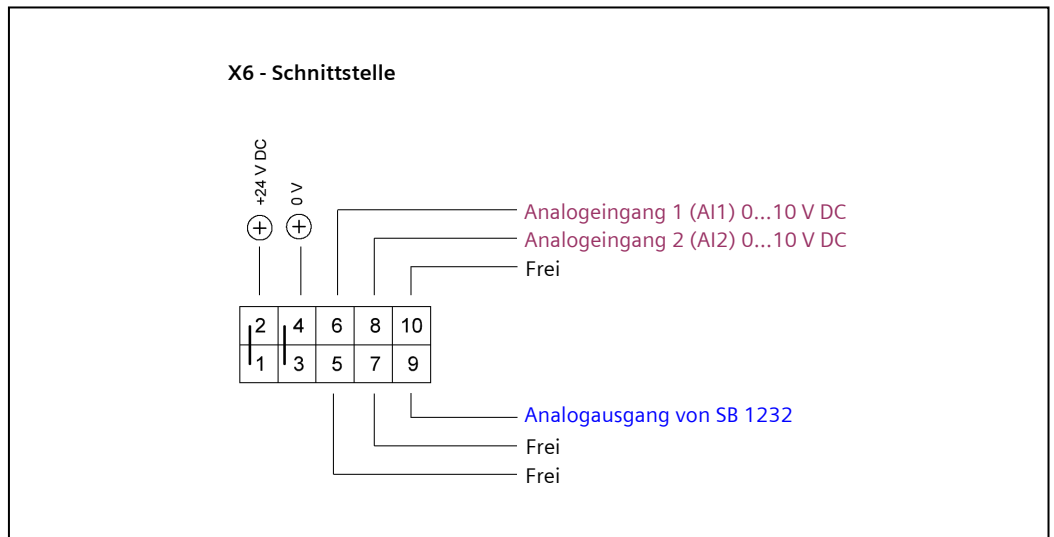 X6 - Schnittstelle
+24 V DC
0 V
Analogeingang 1 (AI1) 0...10 V DC
Analogeingang 2 (AI2) 0...10 V DC
Frei
2 4 6 8 10
1 3 5 7 9
Analogausgang von SB 1232
Frei
Frei